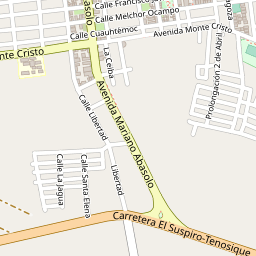 Calle Francisco
Calle Melchor Ocampo
Calle Cuauhtémoc
Avenida Monte Cristo
nte Cristo
La Ceiba
Avenida Mariano Abasolo
Calle Libertad
Prolongación 2 de Abril
Calle La Jagua
Calle Santa Elena
Libertad
Carretera El Suspiro-Tenosique